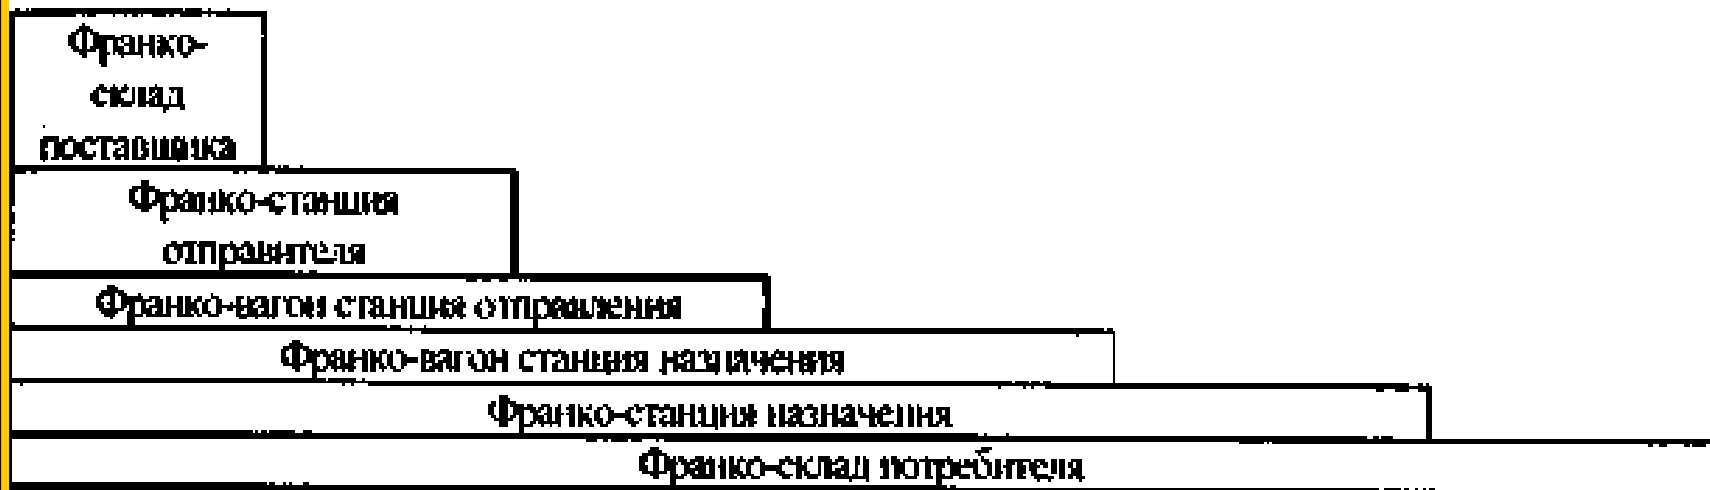 Франко-
склад
поставщика
Франко-станция
отправителя
Франко-вагон станция отправления
Франко-вагон станция назначения
Франко-станция назначения
Франко-склад потребителя